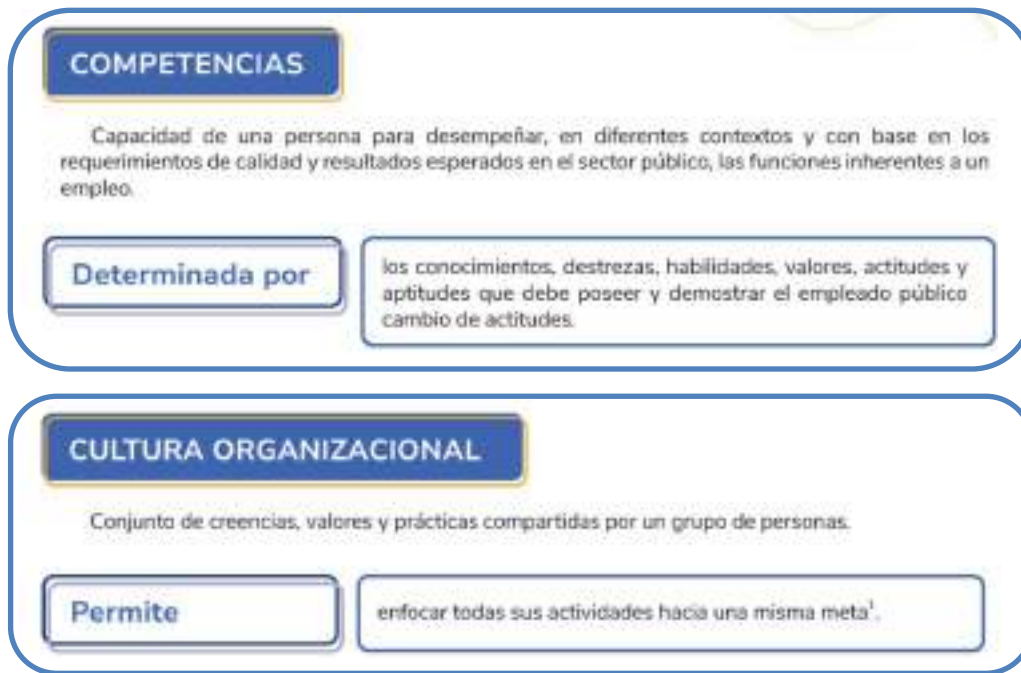 COMPETENCIAS
Capacidad de una persona para desempeñar, en diferentes contextos y con base en los
requerimientos de calidad y resultados esperados en el sector público, las funciones inherentes a un
empleo.
Determinada por
los conocimientos, destrezas, habilidades, valores, actitudes y
aptitudes que debe poseer y demostrar el empleado público
cambio de actitudes.
CULTURA ORGANIZACIONAL
Conjunto de creencias, valores y prácticas compartidas por un grupo de personas.
Permite
enfocar todas sus actividades hacia una misma meta¹.